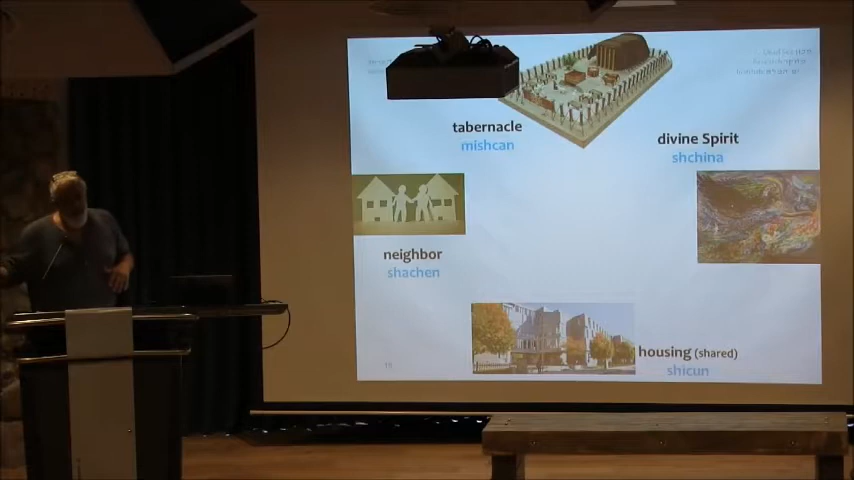 tabernacle
mishcan
divine Spirit
shchina
neighbor
shachen
housing (shared)
shicun